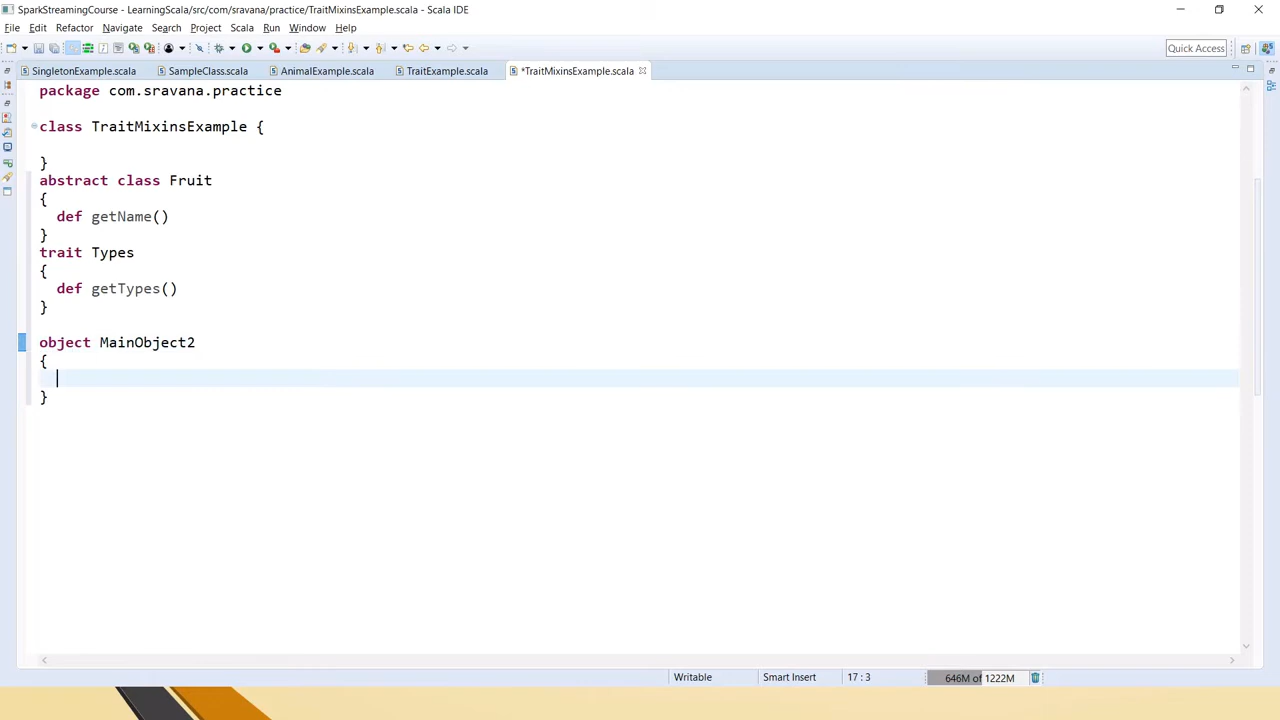 SparkStreamingCourse - LearningScala/src/com/sravana/practice/TraitMixinsExample.scala - Scala IDE
File Edit Refactor Navigate Search Project Scala Run Window Help
Quick Access
SingletonExample.scala SampleClass.scala AnimalExample.scala TraitExample.scala *TraitMixinsExample.scala
package com.sravana.practice
class TraitMixinsExample {
}
abstract class Fruit
{
def getName()
}
trait Types
{
def getTypes()
}
object MainObject2
{
}
Writable Smart Insert 17 : 3 646M of 1222M